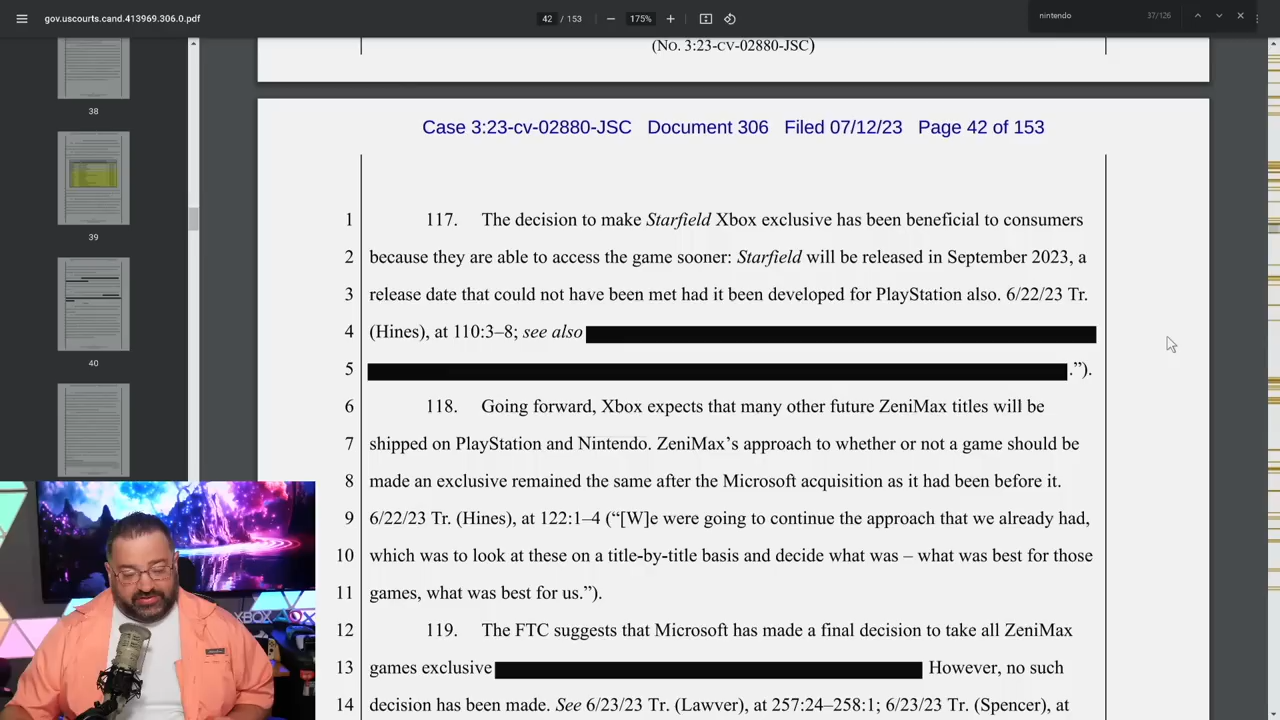 gov.uscourts.cand.413969.306.0.pdf
42 / 153
175%
nintendo
37/126
38
39
40
(NO. 3:23-CV-02880-JSC)
Case 3:23-cv-02880-JSC Document 306 Filed 07/12/23 Page 42 of 153
1 117. The decision to make Starfield Xbox exclusive has been beneficial to consumers
2 because they are able to access the game sooner: Starfield will be released in September 2023, a
3 release date that could not have been met had it been developed for PlayStation also. 6/22/23 Tr.
4 (Hines), at 110:3–8; see also
5 .”).
6 118. Going forward, Xbox expects that many other future ZeniMax titles will be
7 shipped on PlayStation and Nintendo. ZeniMax’s approach to whether or not a game should be
8 made an exclusive remained the same after the Microsoft acquisition as it had been before it.
9 6/22/23 Tr. (Hines), at 122:1–4 (“[W]e were going to continue the approach that we already had,
10 which was to look at these on a title-by-title basis and decide what was – what was best for those
11 games, what was best for us.”).
12 119. The FTC suggests that Microsoft has made a final decision to take all ZeniMax
13 games exclusive However, no such
14 decision has been made. See 6/23/23 Tr. (Lawver), at 257:24–258:1; 6/23/23 Tr. (Spencer), at
XBOX